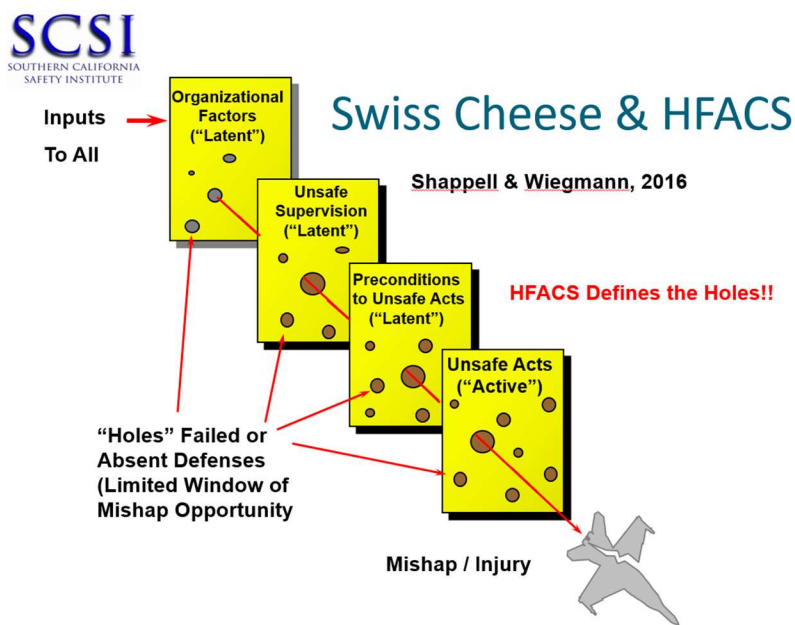 SCSI
SOUTHERN CALIFORNIA
SAFETY INSTITUTE
Swiss Cheese & HFACS
Shappell & Wiegmann, 2016
Inputs
To All
Organizational
Factors
(“Latent”)
Unsafe
Supervision
(“Latent”)
Preconditions
to Unsafe Acts
(“Latent”)
HFACS Defines the Holes!!
Unsafe Acts
(“Active”)
“Holes” Failed or
Absent Defenses
(Limited Window of
Mishap Opportunity
Mishap / Injury